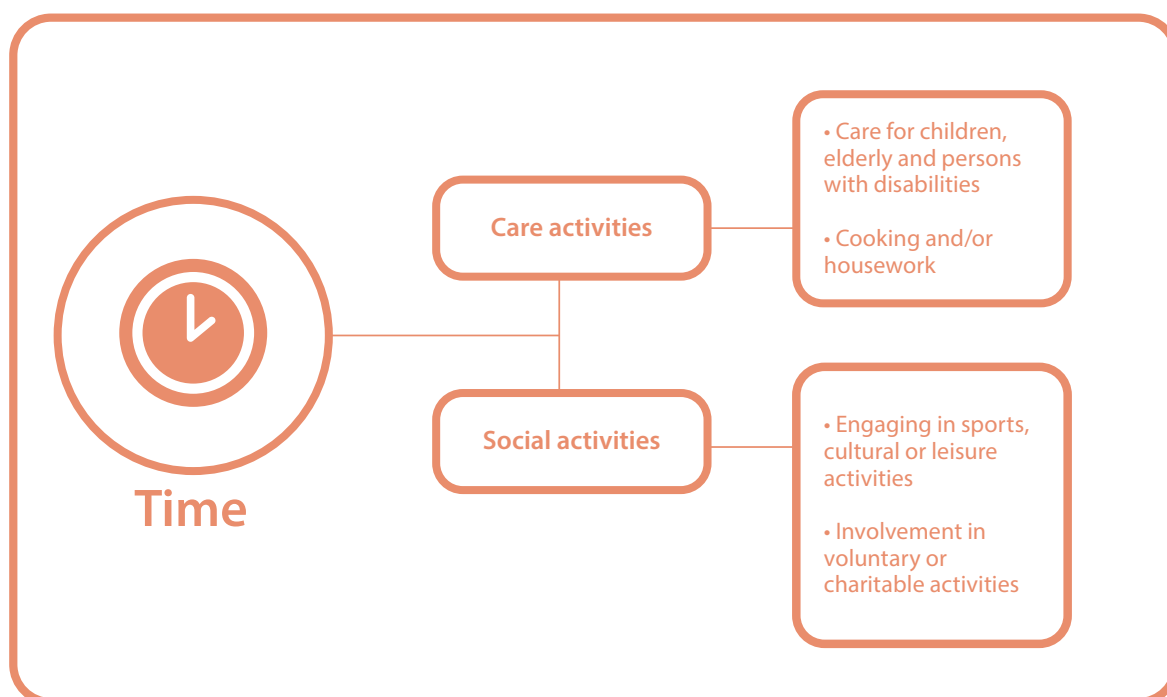 Time
Care activities
• Care for children,
elderly and persons
with disabilities
• Cooking and/or
housework
Social activities
• Engaging in sports,
cultural or leisure
activities
• Involvement in
voluntary or
charitable activities